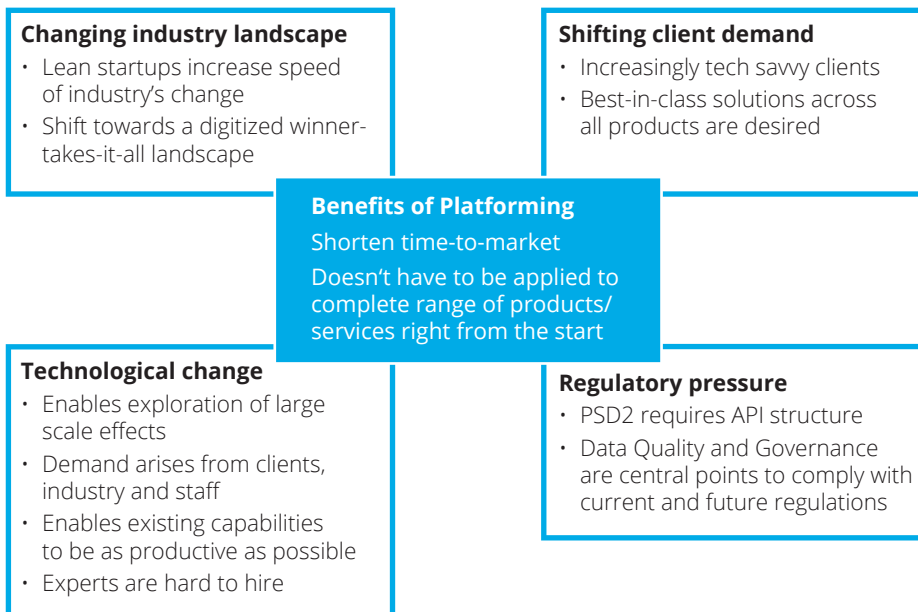 Changing industry landscape
• Lean startups increase speed
of industry's change
• Shift towards a digitized winner-
takes-it-all landscape
Shifting client demand
• Increasingly tech savvy clients
• Best-in-class solutions across
all products are desired
Benefits of Platforming
Shorten time-to-market
Doesn‘t have to be applied to
complete range of products/
services right from the start
Technological change
• Enables exploration of large
scale effects
• Demand arises from clients,
industry and staff
• Enables existing capabilities
to be as productive as possible
• Experts are hard to hire
Regulatory pressure
• PSD2 requires API structure
• Data Quality and Governance
are central points to comply with
current and future regulations